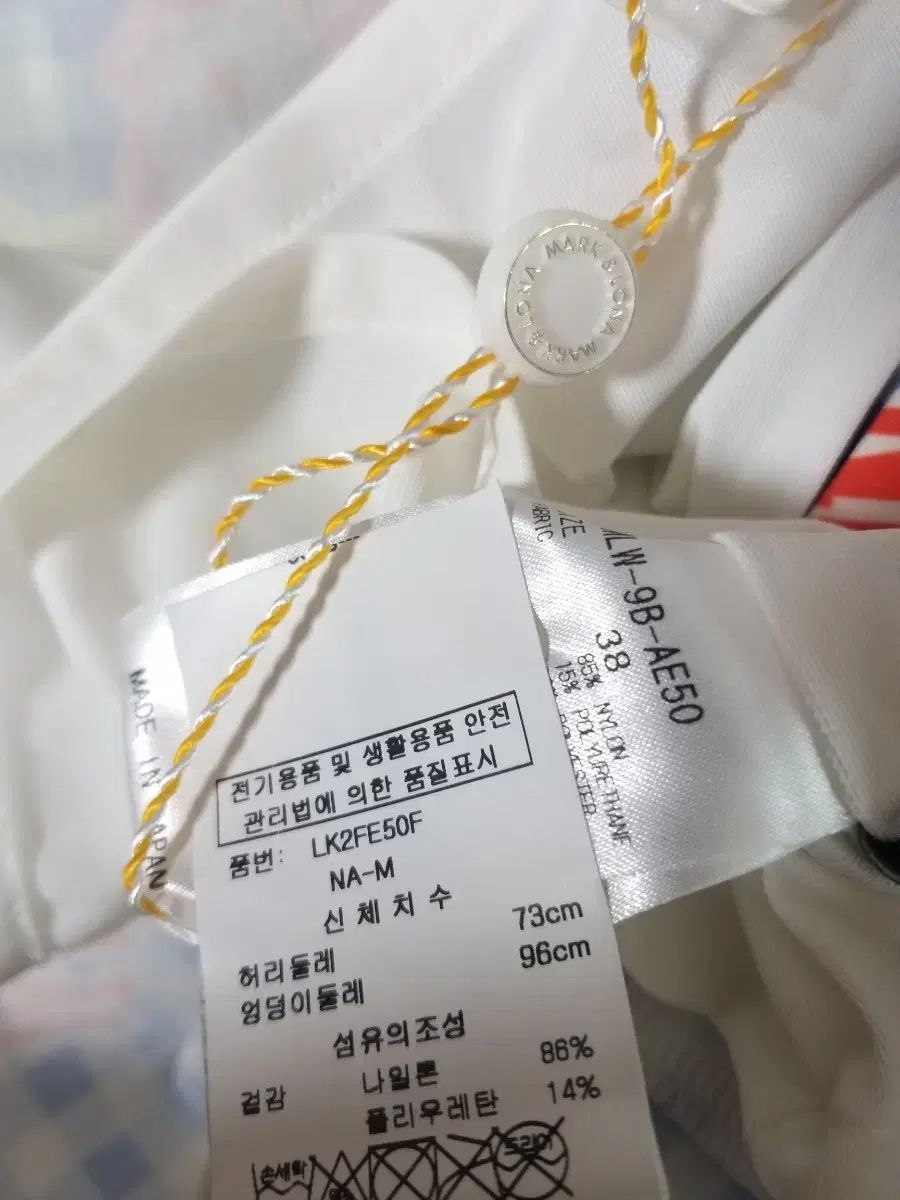 MARK & LONA MARK & LONA
MLW-9B-AE50
38
85% NYLON
15% POLYURETHANE
MADE IN JAPAN
전기용품 및 생활용품 안전
관리법에 의한 품질표시
품번: LK2FE50F
NA-M
신체치수
허리둘레 73cm
엉덩이둘레 96cm
섬유의조성
겉감 나일론 86%
폴리우레탄 14%
손세탁
드라이